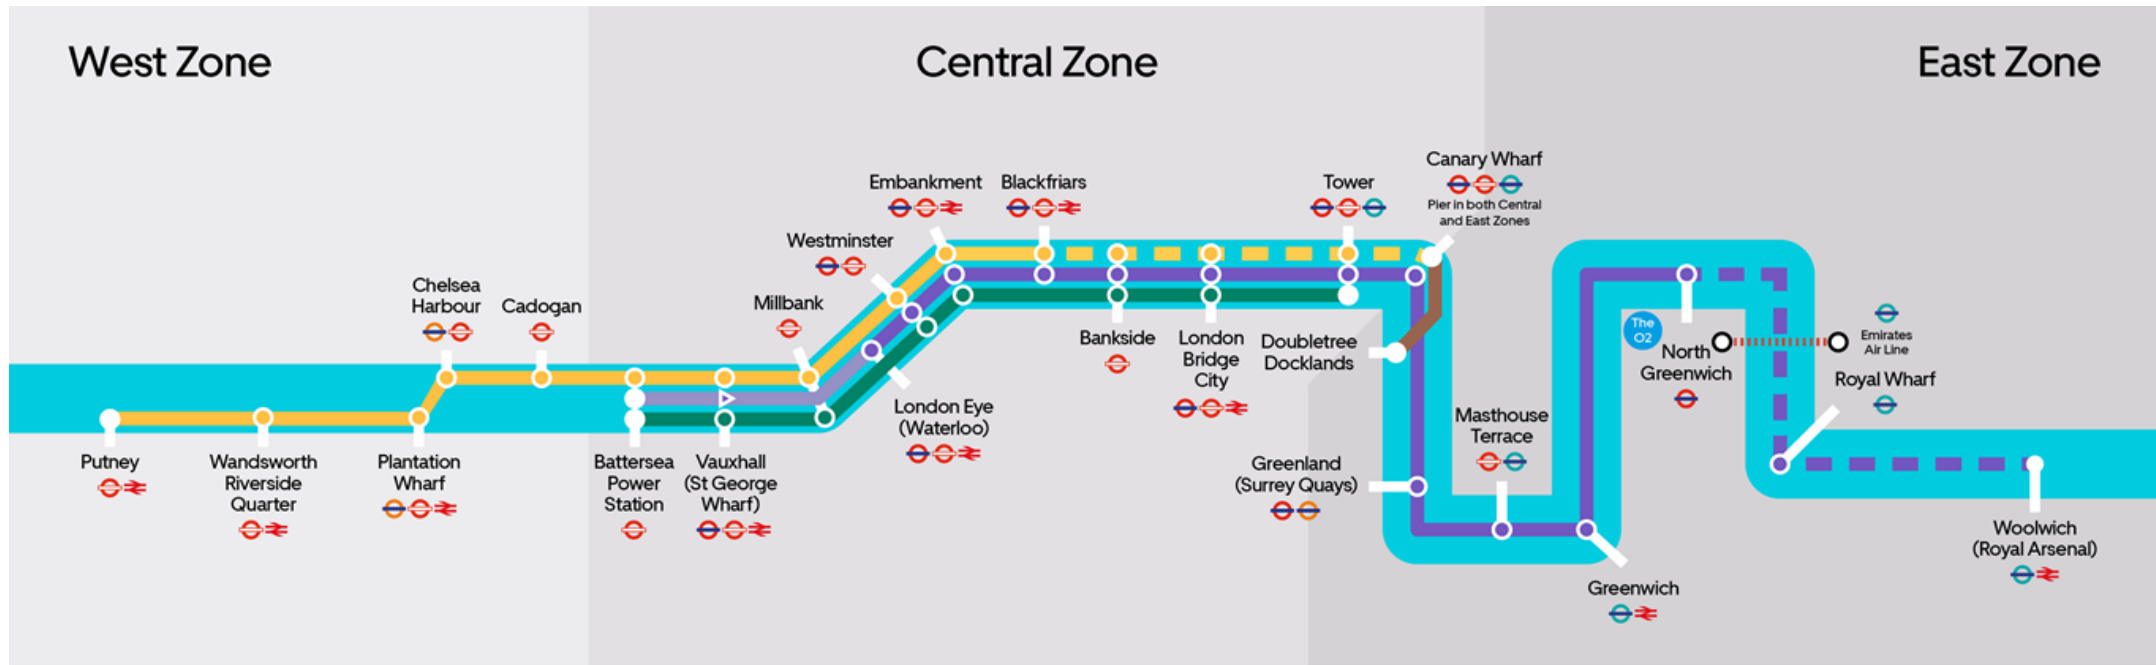 West Zone
Central Zone
East Zone
Canary Wharf
Pier in both Central
and East Zones
Embankment
Blackfriars
Tower
Westminster
Chelsea
Harbour
Cadogan
Millbank
Bankside
London
Bridge
City
Doubletree
Docklands
The
O2
North
Greenwich
Emirates
Air Line
Royal Wharf
London Eye
(Waterloo)
Masthouse
Terrace
Putney
Wandsworth
Riverside
Quarter
Plantation
Wharf
Battersea
Power
Station
Vauxhall
(St George
Wharf)
Greenland
(Surrey Quays)
Woolwich
(Royal Arsenal)
Greenwich